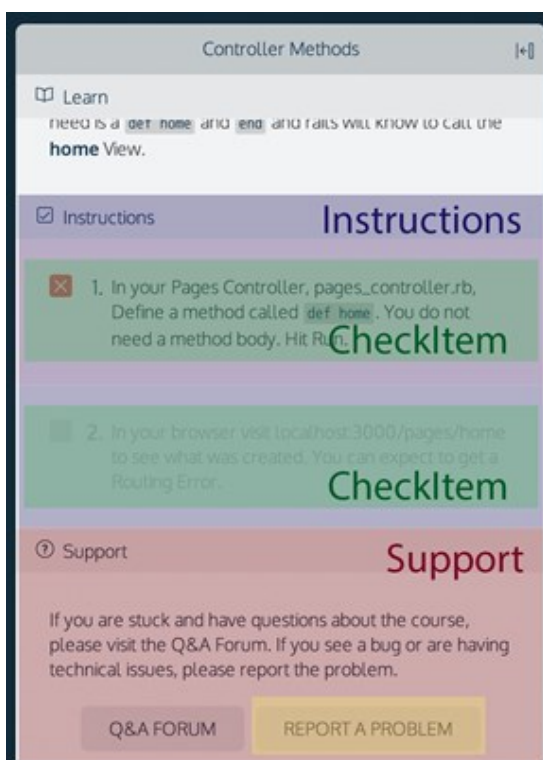 Controller Methods
Learn
need is a def home and end and rails will know to call the
home View.
Instructions Instructions
1. In your Pages Controller, pages_controller.rb,
Define a method called def home. You do not
need a method body. Hit Run.
CheckItem
2. In your browser visit localhost:3000/pages/home
to see what was created. You can expect to get a
Routing Error.
CheckItem
Support Support
If you are stuck and have questions about the course,
please visit the Q&A Forum. If you see a bug or are having
technical issues, please report the problem.
Q&A FORUM REPORT A PROBLEM